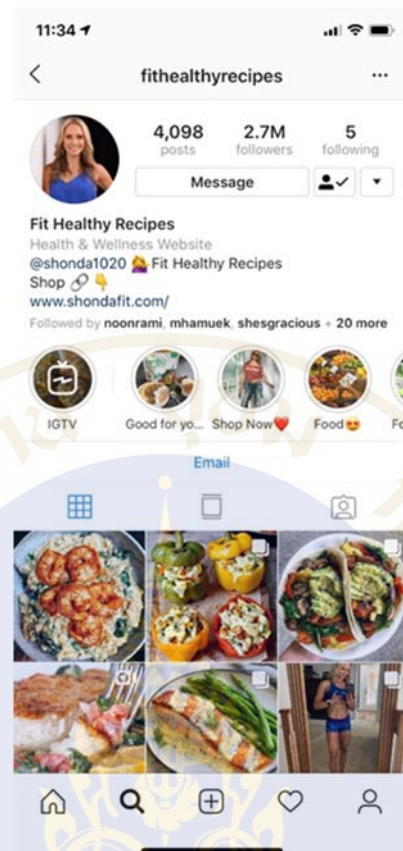 11:34
fithealthyrecipes
4,098 2.7M 5
posts followers following
Message
Fit Healthy Recipes
Health & Wellness Website
@shonda1020 🙇‍♀️ Fit Healthy Recipes
Shop 🔗 👇
www.shondafit.com/
Followed by noonrami, mhamuek, shesgracious + 20 more
IGTV Good for yo... Shop Now❤️ Food😍 Fo
Email